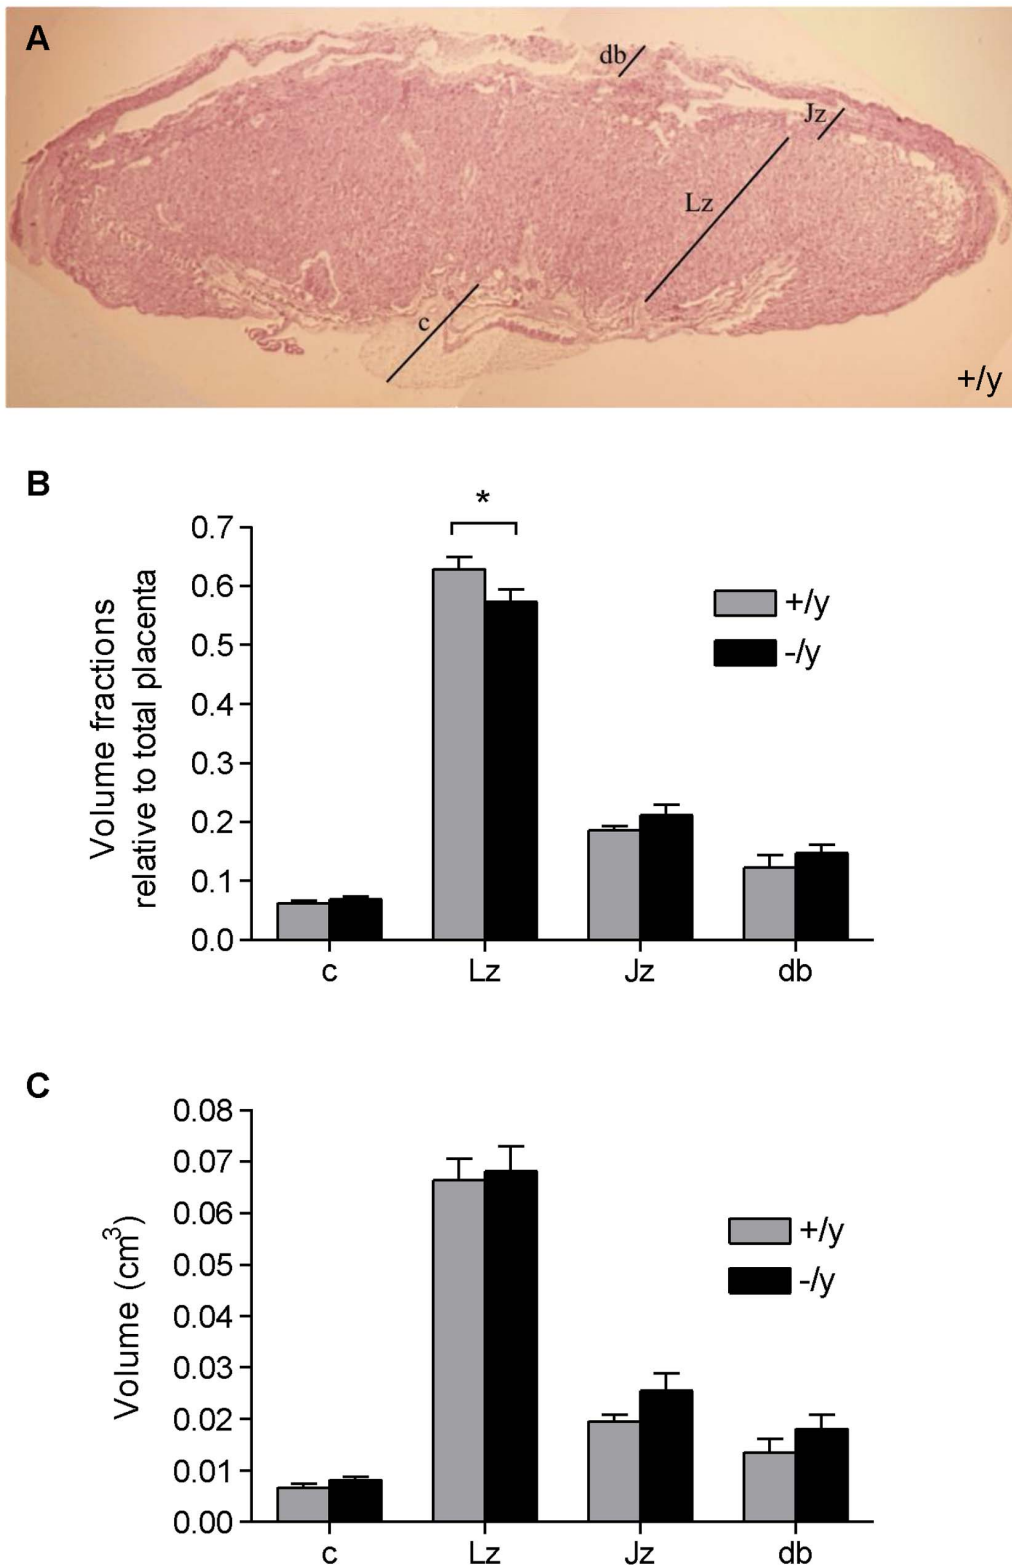 A
db
Jz
Lz
c
+/y
B
*
Volume fractions
relative to total placenta
0.7
0.6
0.5
0.4
0.3
0.2
0.1
0.0
+/y
-/y
c Lz Jz db
C
Volume (cm³)
0.08
0.07
0.06
0.05
0.04
0.03
0.02
0.01
0.00
+/y
-/y
c Lz Jz db